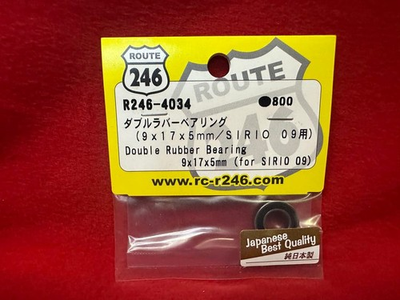 ROUTE
246
ROUTE
246
R246-4034
●800
ダブルラバーベアリング
(9x17x5mm/SIRIO 09用)
Double Rubber Bearing
9x17x5mm (for SIRIO 09)
www.rc-r246.com
Japanese
Best Quality
純日本製